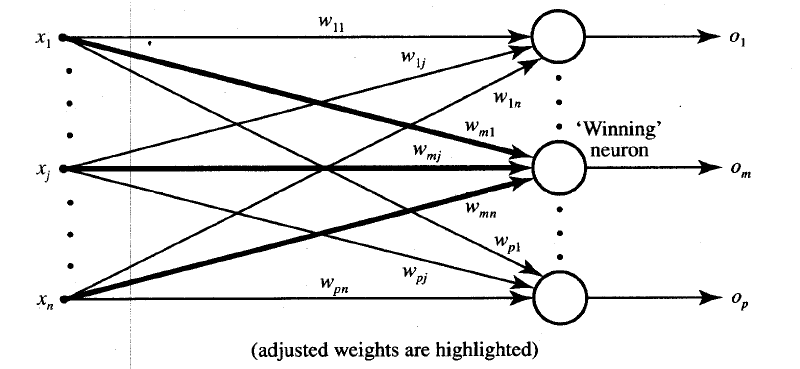 x1 w11 o1
w1j
w1n
wm1 'Winning'
neuron
xj wmj om
wmn
wp1
wpj
xn wpn op
(adjusted weights are highlighted)